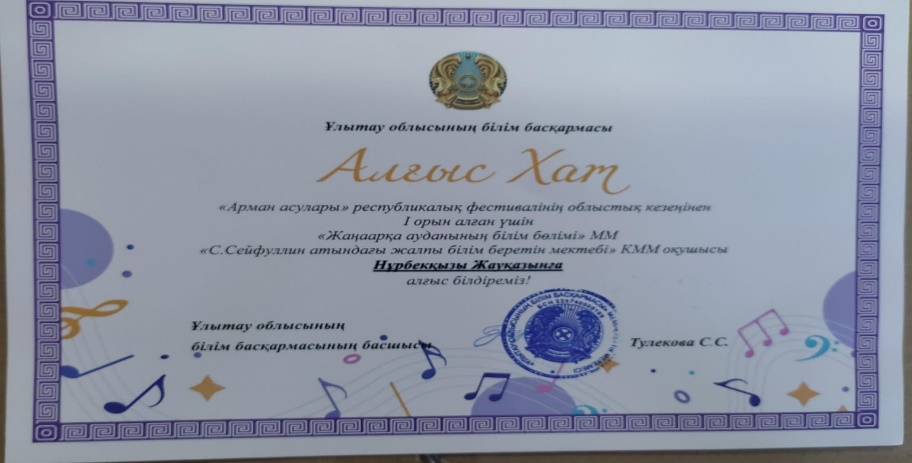 Ұлытау облысының білім басқармасы
Алғыс Хат
«Арман асулары» республикалық фестивалінің облыстық кезеңінен
I орын алған үшін
«Жаңаарқа ауданының білім бөлімі» ММ
«С.Сейфуллин атындағы жалпы білім беретін мектебі» КММ оқушысы
Нұрбекқызы Жауқазынға
алғыс білдіреміз!
Ұлытау облысының
білім басқармасының басшысы
Тулекова С.С.